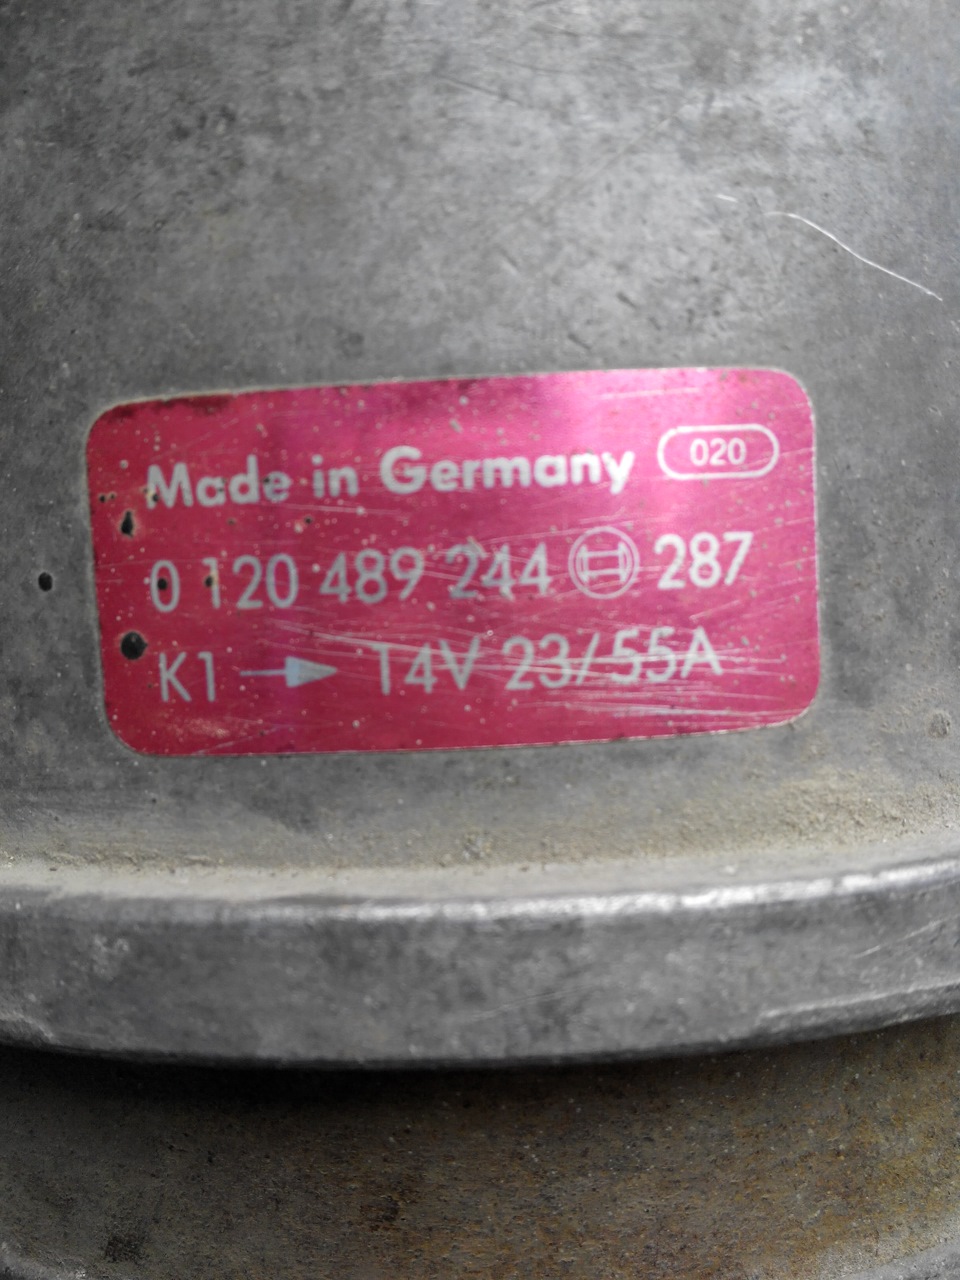 Made in Germany 020
0 120 489 244 287
K1 → 14V 23/55A